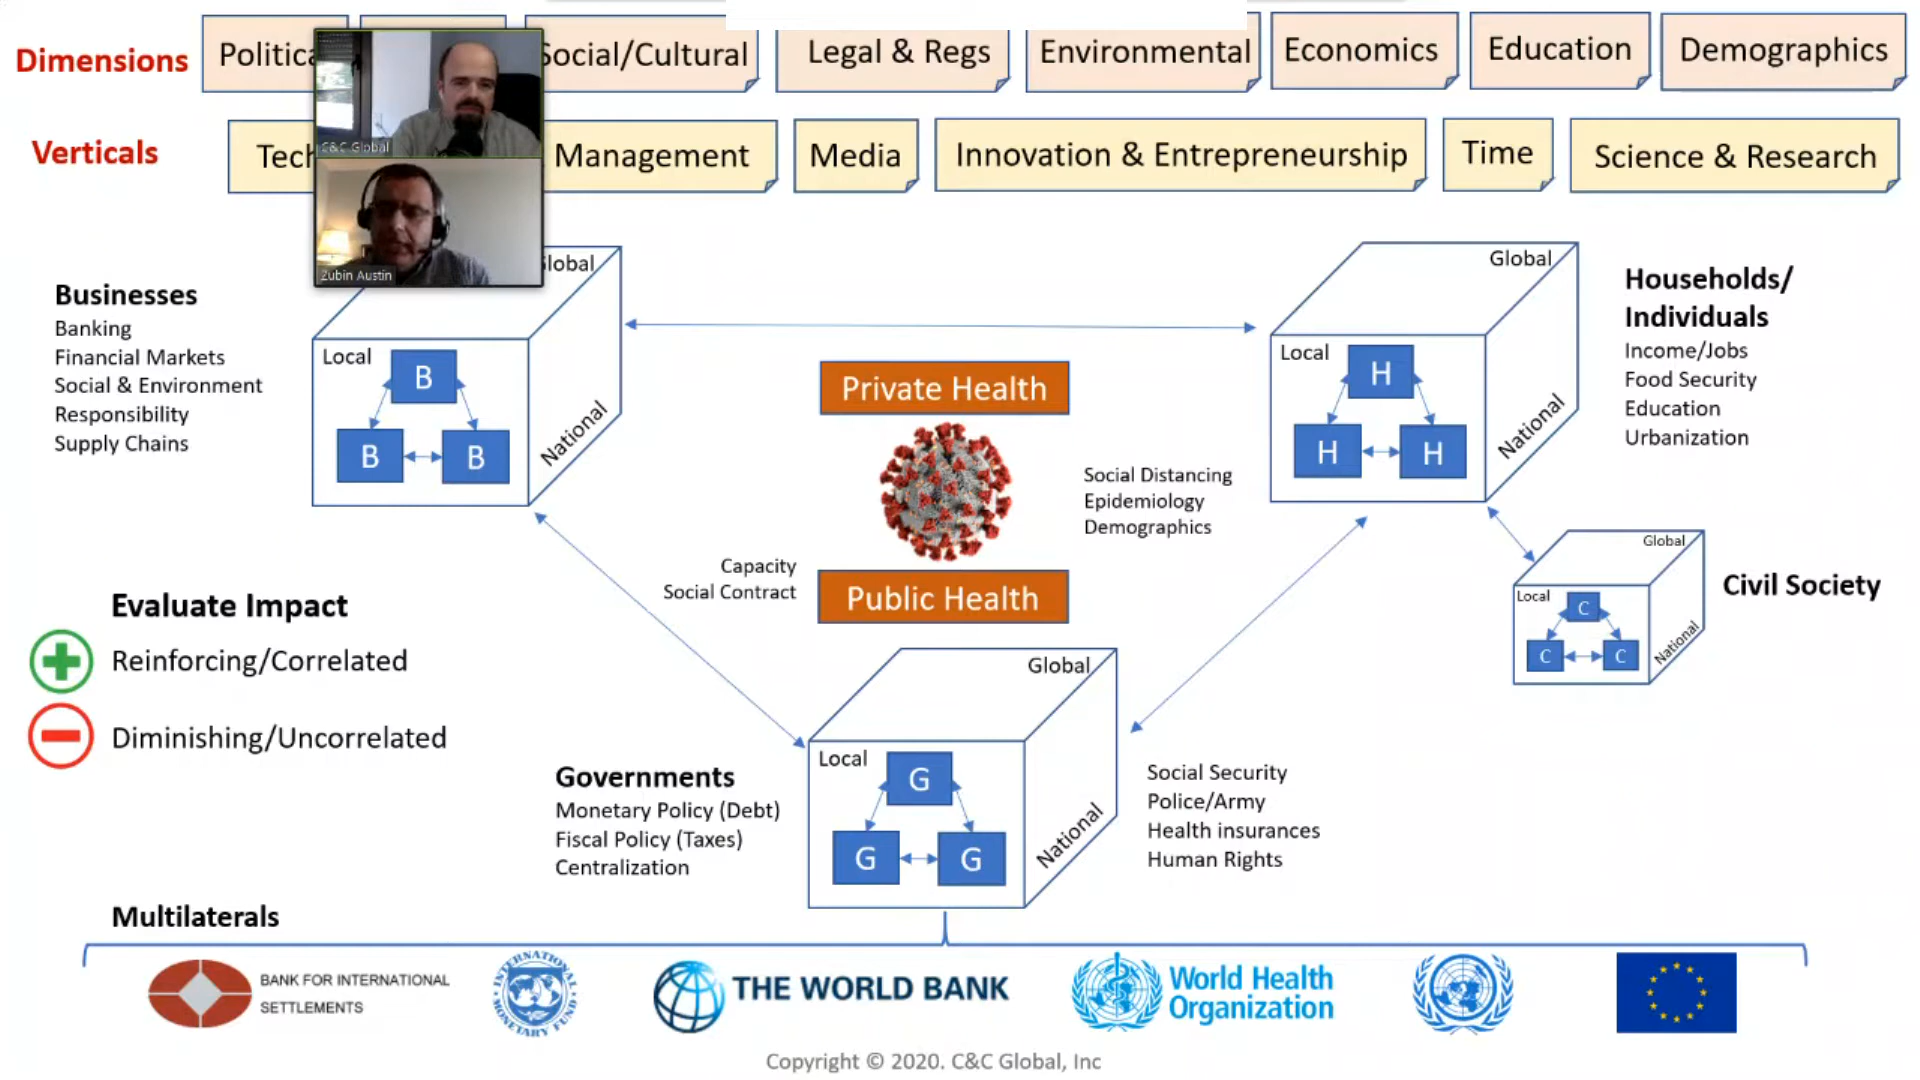 Dimensions
Politica
Social/Cultural
Legal & Regs
Environmental
Economics
Education
Demographics
Verticals
Tech
Management
Media
Innovation & Entrepreneurship
Time
Science & Research
C&C Global
Zubin Austin
Businesses
Banking
Financial Markets
Social & Environment
Responsibility
Supply Chains
Global
Local
National
B
B
B
Private Health
Global
Local
National
H
H
H
Households/
Individuals
Income/Jobs
Food Security
Education
Urbanization
Social Distancing
Epidemiology
Demographics
Capacity
Social Contract
Public Health
Global
Local
National
C
C
C
Civil Society
Evaluate Impact
Reinforcing/Correlated
Diminishing/Uncorrelated
Governments
Monetary Policy (Debt)
Fiscal Policy (Taxes)
Centralization
Global
Local
National
G
G
G
Social Security
Police/Army
Health insurances
Human Rights
Multilaterals
BANK FOR INTERNATIONAL
SETTLEMENTS
INTERNATIONAL
MONETARY FUND
THE WORLD BANK
World Health
Organization
Copyright © 2020. C&C Global, Inc